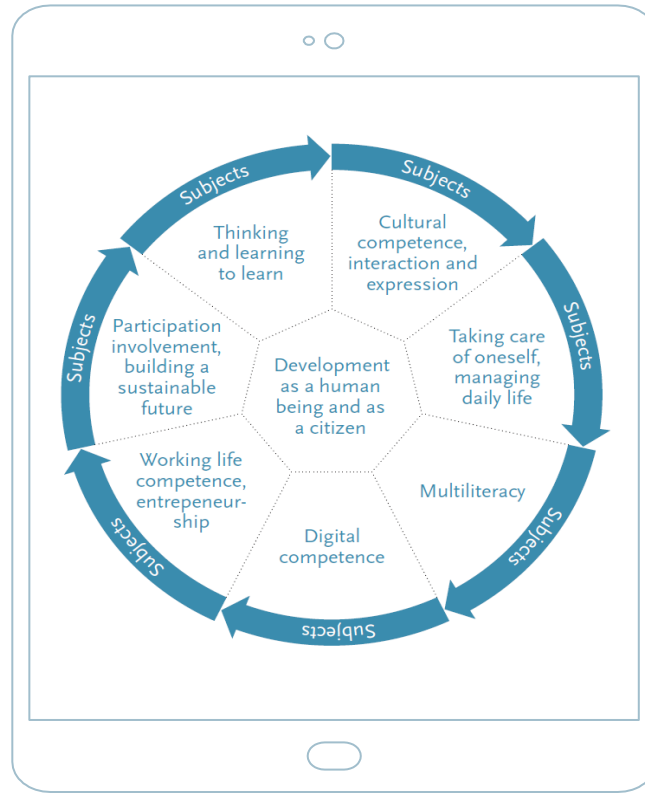 Subjects
Thinking
and learning
to learn
Subjects
Cultural
competence,
interaction and
expression
Subjects
Taking care
of oneself,
managing
daily life
Subjects
Multiliteracy
Subjects
Digital
competence
Subjects
Working life
competence,
entrepeneur-
ship
Subjects
Participation
involvement,
building a
sustainable
future
Development
as a human
being and as
a citizen